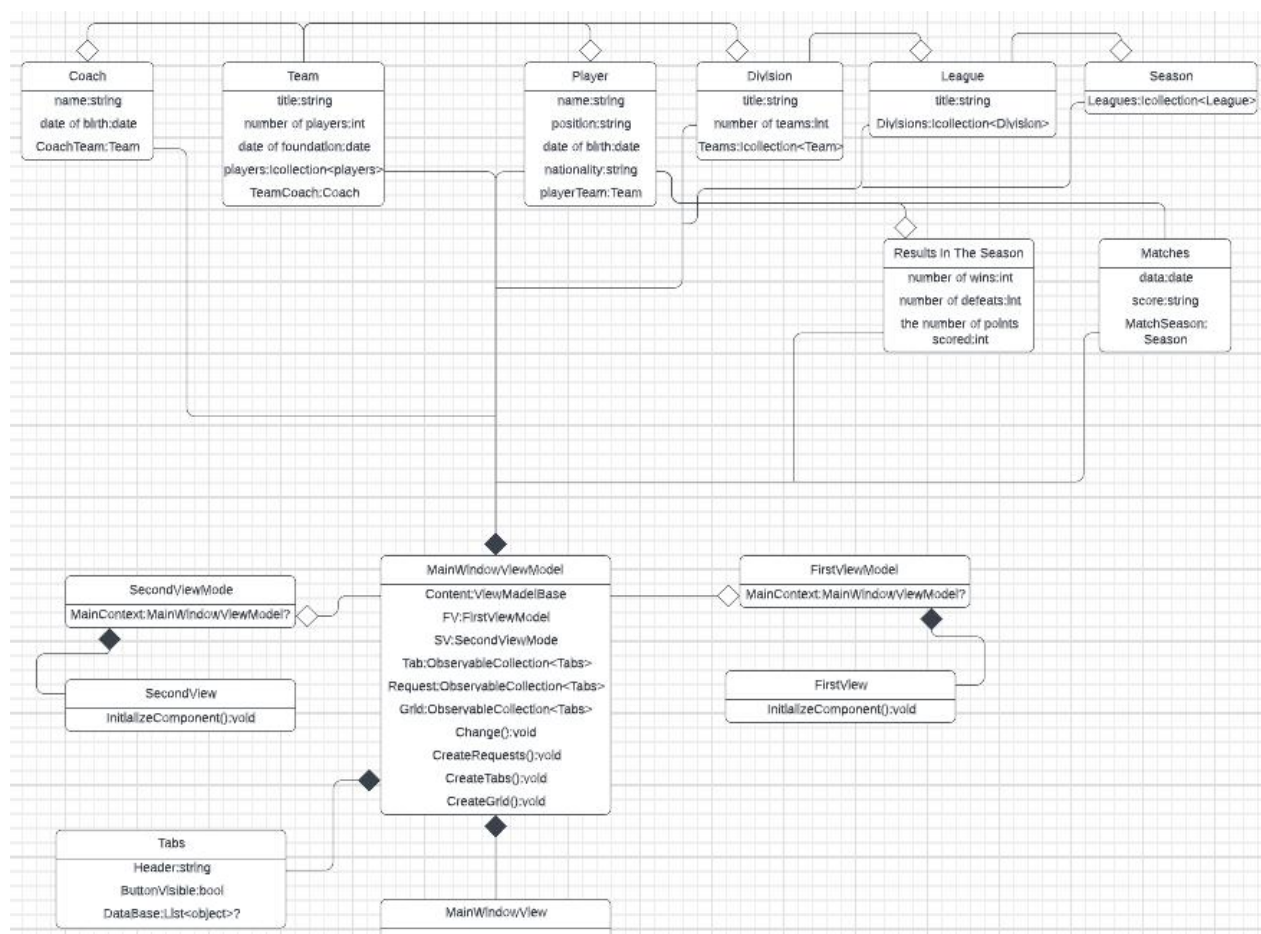 Coach
name:string
date of birth:date
CoachTeam:Team
Team
title:string
number of players:int
date of foundation:date
players:Icollection<players>
TeamCoach:Coach
Player
name:string
position:string
date of birth:date
nationality:string
playerTeam:Team
Division
title:string
number of teams:int
Teams:Icollection<Team>
League
title:string
Divisions:Icollection<Division>
Season
Leagues:Icollection<League>
Results In The Season
number of wins:int
number of defeats:int
the number of points
scored:int
Matches
data:date
score:string
MatchSeason:
Season
SecondViewMode
MainContext:MainWindowViewModel?
SecondView
InitializeComponent():void
MainWindowViewModel
Content:ViewMadelBase
FV:FirstViewModel
SV:SecondViewMode
Tab:ObservableCollection<Tabs>
Request:ObservableCollection<Tabs>
Grid:ObservableCollection<Tabs>
Change():void
CreateRequests():void
CreateTabs():void
CreateGrid():void
FirstViewModel
MainContext:MainWindowViewModel?
FirstView
InitializeComponent():void
Tabs
Header:string
ButtonVisible:bool
DataBase:List<object>?
MainWindowView